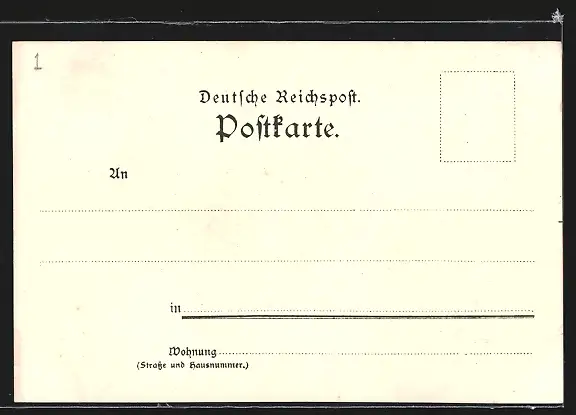 1
Deutſche Reichspoſt.
Poſtkarte.
An
in
Wohnung
(Straße und Hausnummer.)